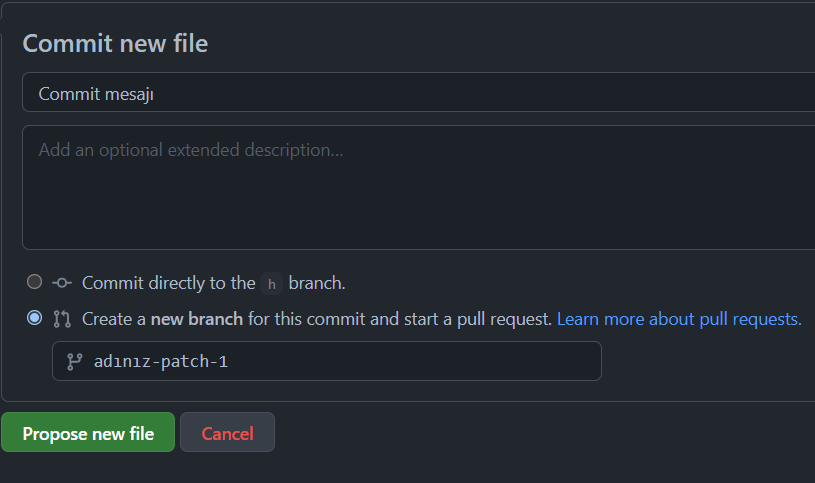 Commit new file
Commit mesajı
Add an optional extended description...
Commit directly to the h branch.
Create a new branch for this commit and start a pull request. Learn more about pull requests.
adınız-patch-1
Propose new file
Cancel